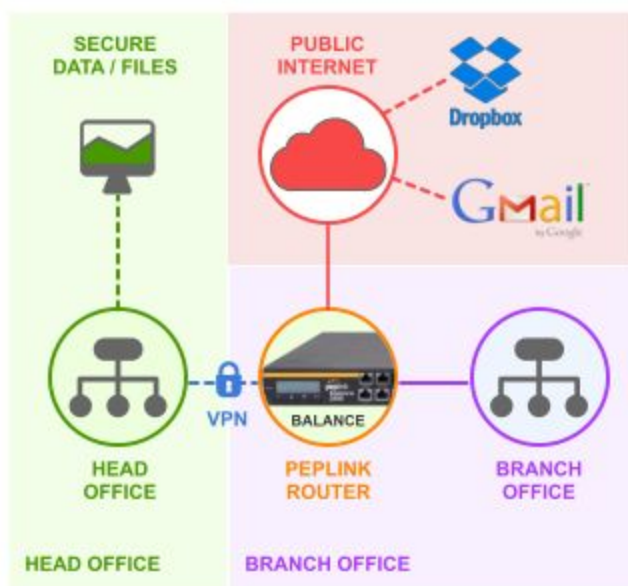 SECURE
DATA / FILES
PUBLIC
INTERNET
Dropbox
Gmail
by Google
VPN
BALANCE
HEAD
OFFICE
PEPLINK
ROUTER
BRANCH
OFFICE
HEAD OFFICE
BRANCH OFFICE